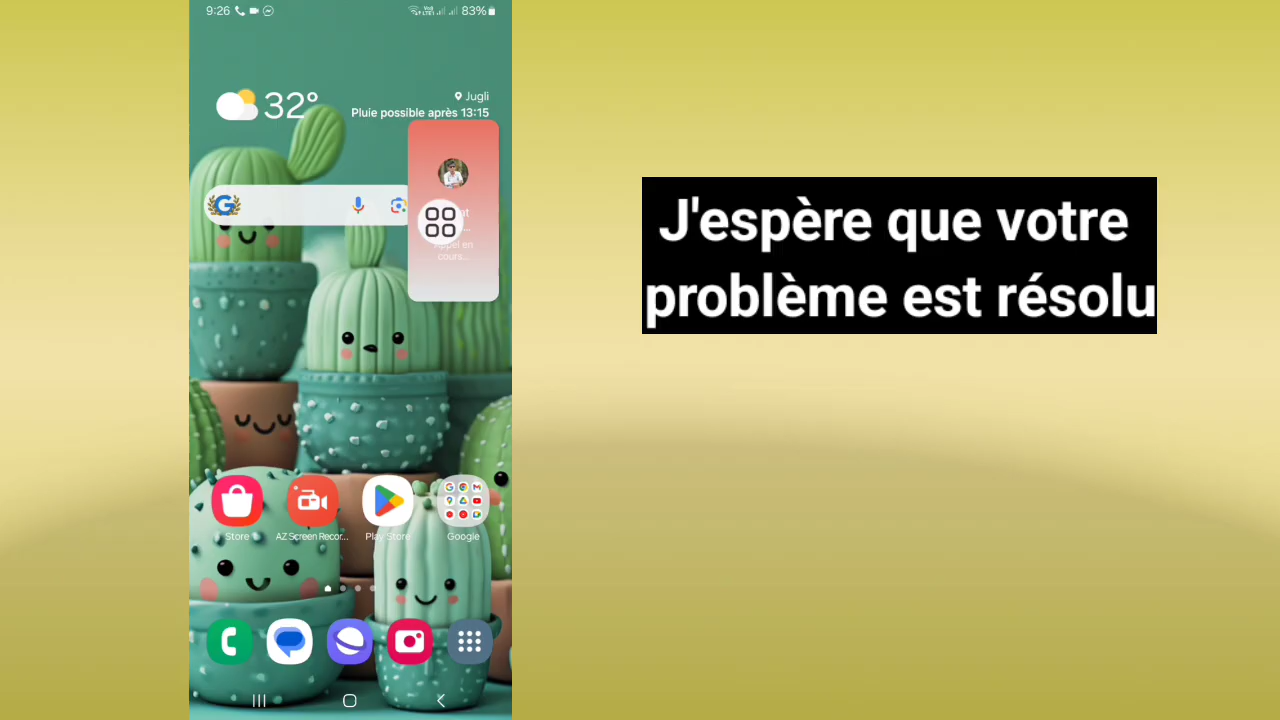 9:26
83%
32°
Jugli
Pluie possible après 13:15
Appel en
cours...
J'espère que votre
problème est résolu
Store
AZ Screen Recor...
Play Store
Google